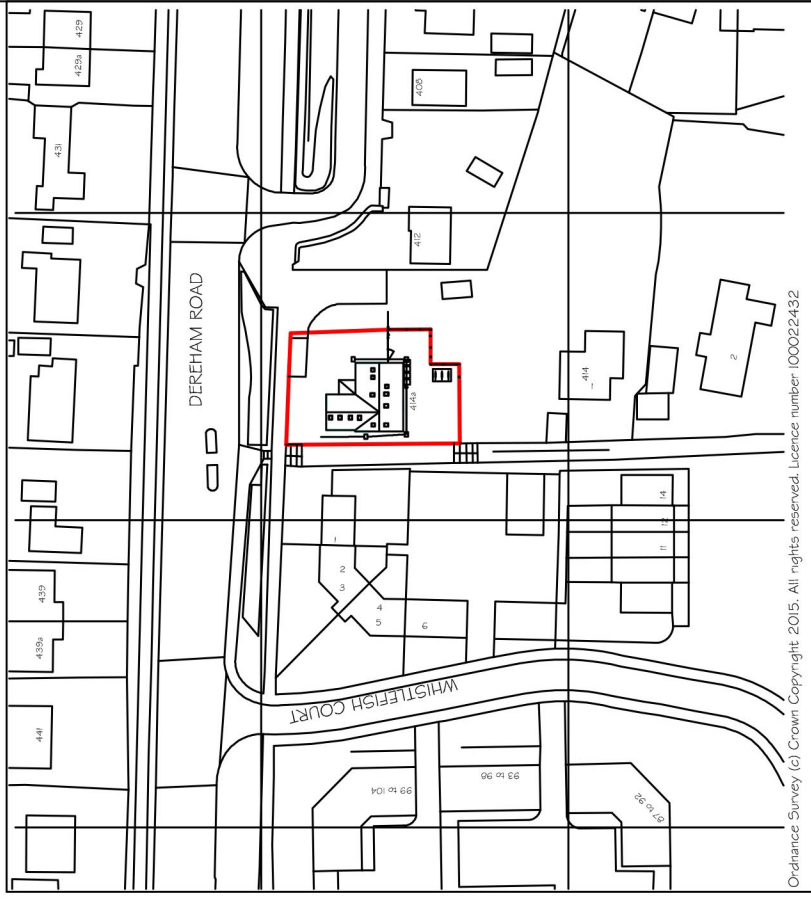 429
429a
431
439
439a
441
DEREHAM ROAD
408
412
414a
414
1
2
1
2
3
4
5
6
14
12
11
WHISTLEFISH COURT
99 to 104
93 to 98
87 to 92
Ordnance Survey (c) Crown Copyright 2015. All rights reserved. Licence number 100022432